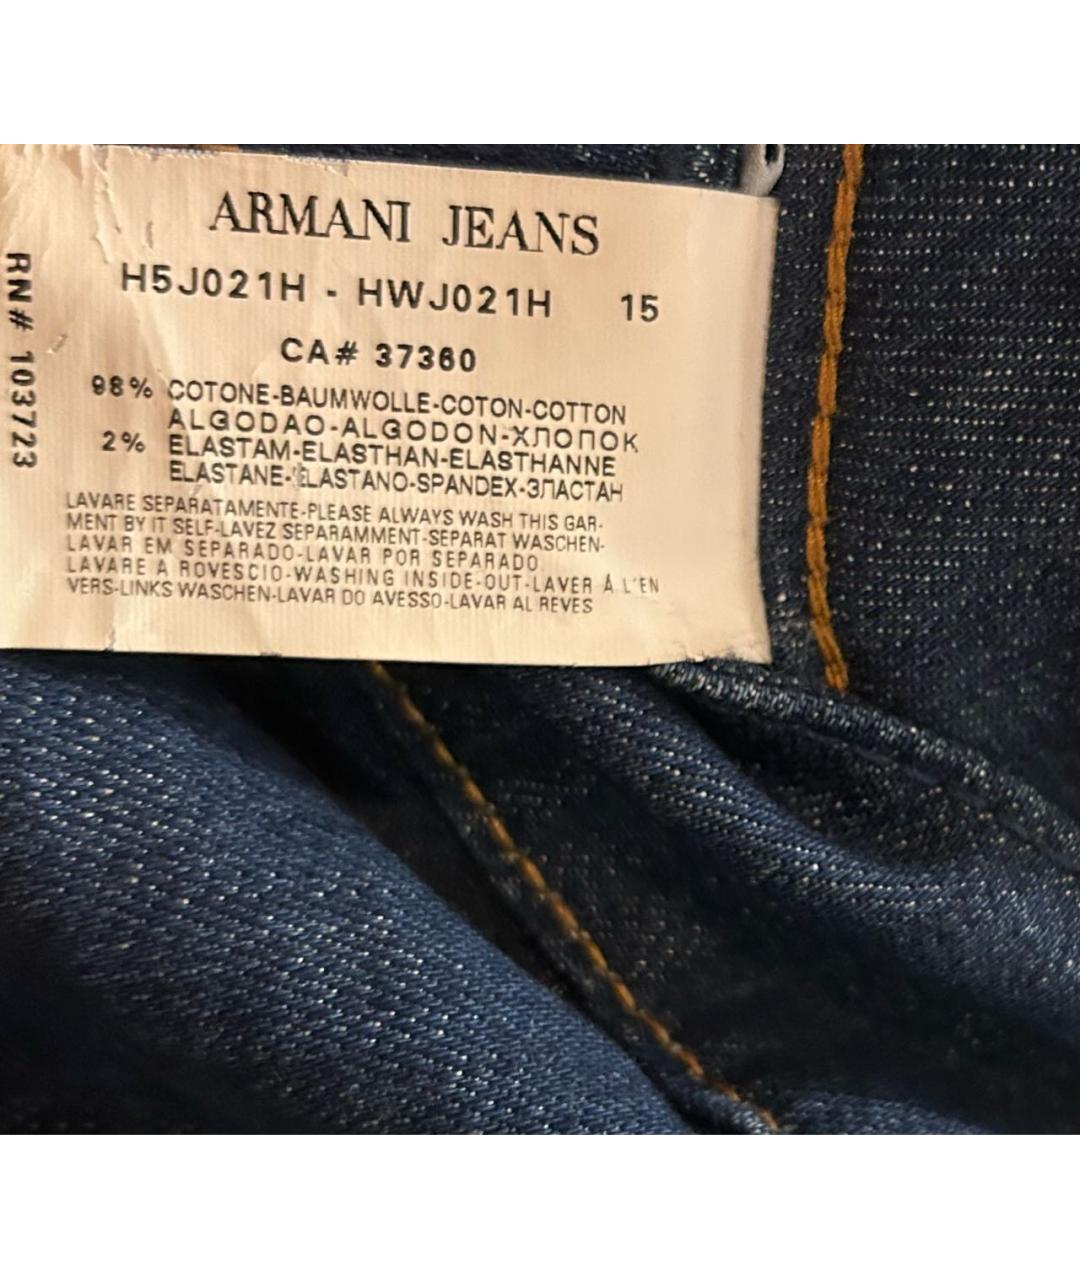 ARMANI JEANS
H5J021H - HWJ021H 15
CA# 37360
98% COTONE-BAUMWOLLE-COTON-COTTON
ALGODAO-ALGODON-ХЛОПОК
2% ELASTAM-ELASTHAN-ELASTHANNE
ELASTANE-ELASTANO-SPANDEX-ЭЛАСТАН
LAVARE SEPARATAMENTE-PLEASE ALWAYS WASH THIS GAR-
MENT BY IT SELF-LAVEZ SEPARAMMENT-SEPARAT WASCHEN-
LAVAR EM SEPARADO-LAVAR POR SEPARADO
LAVARE A ROVESCIO-WASHING INSIDE-OUT-LAVER Á L'EN
VERS-LINKS WASCHEN-LAVAR DO AVESSO-LAVAR AL REVES
RN# 103723